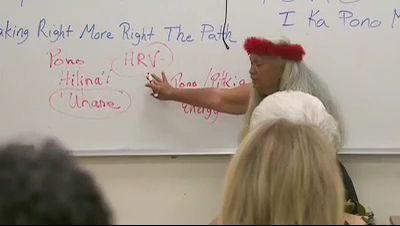 I Ka Pono M
aking Right More Right The Path
Pono HRV
Hilina'i Pono
'Uhane Energy